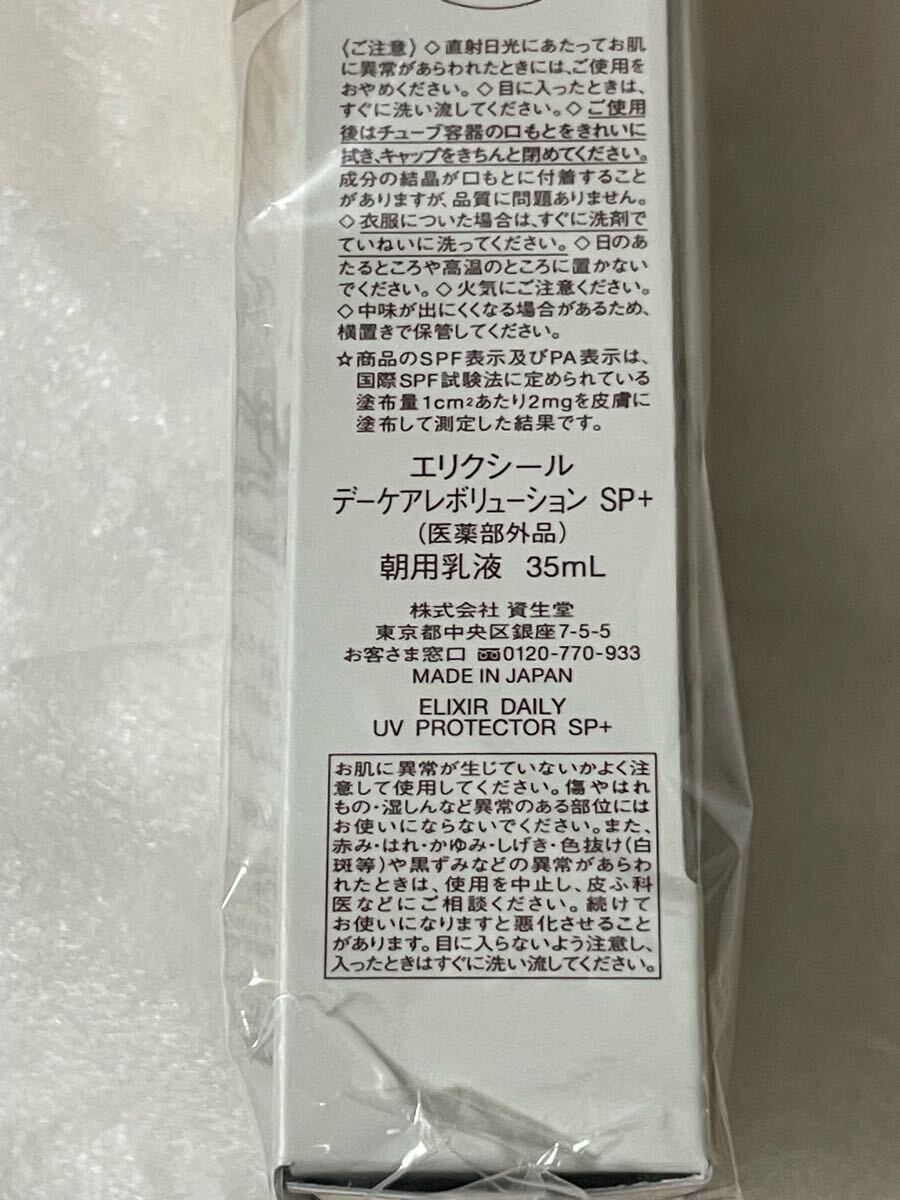 〈ご注意〉◇直射日光にあたってお肌
に異常があらわれたときには、ご使用を
おやめください。◇目に入ったときは、
すぐに洗い流してください。◇ご使用
後はチューブ容器の口もとをきれいに
拭き、キャップをきちんと閉めてください。
成分の結晶が口もとに付着すること
がありますが、品質に問題ありません。
◇衣服についた場合は、すぐに洗剤で
ていねいに洗ってください。◇日のあ
たるところや高温のところに置かない
でください。◇火気にご注意ください。
◇中味が出にくくなる場合があるため、
横置きで保管してください。
☆商品のSPF表示及びPA表示は、
国際SPF試験法に定められている
塗布量1cm²あたり2mgを皮膚に
塗布して測定した結果です。
エリクシール
デーケアレボリューション SP+
(医薬部外品)
朝用乳液 35mL
株式会社 資生堂
東京都中央区銀座7-5-5
お客さま窓口 0120-770-933
MADE IN JAPAN
ELIXIR DAILY
UV PROTECTOR SP+
お肌に異常が生じていないかよく注
意して使用してください。傷やはれ
もの・湿しんなど異常のある部位には
お使いにならないでください。また、
赤み・はれ・かゆみ・しげき・色抜け(白
斑等)や黒ずみなどの異常があらわ
れたときは、使用を中止し、皮ふ科
医などにご相談ください。続けて
お使いになりますと悪化させること
があります。目に入らないよう注意し、
入ったときはすぐに洗い流してください。